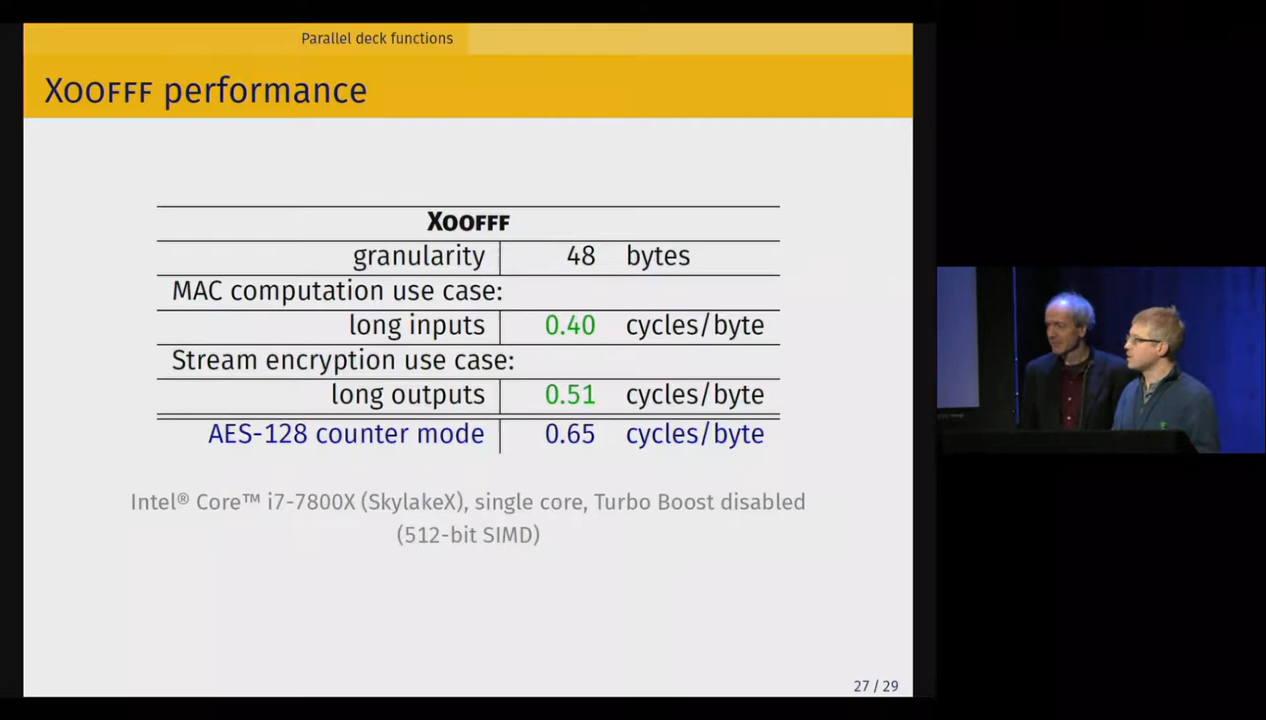 Parallel deck functions
Xoofff performance
Xoofff
granularity 48 bytes
MAC computation use case:
long inputs 0.40 cycles/byte
Stream encryption use case:
long outputs 0.51 cycles/byte
AES-128 counter mode 0.65 cycles/byte
Intel® Core™ i7-7800X (SkylakeX), single core, Turbo Boost disabled
(512-bit SIMD)
27 / 29